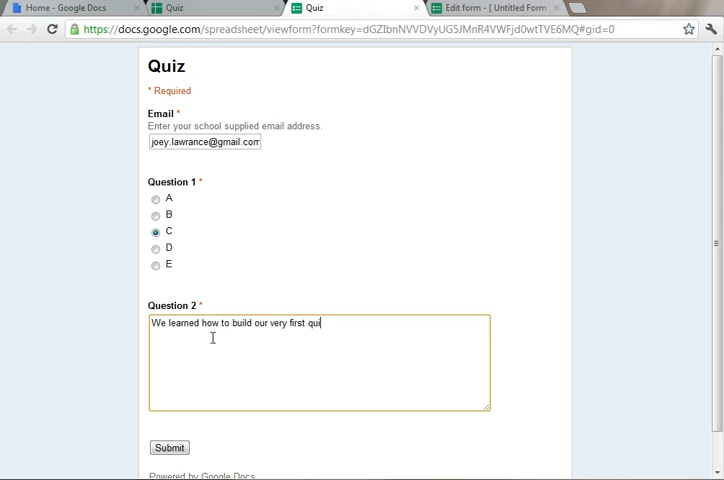 Home - Google Docs
Quiz
Quiz
Edit form - [ Untitled Form
https://docs.google.com/spreadsheet/viewform?formkey=dGZIbnNVVDVyUG5JMnR4VWFjd0wtTVE6MQ#gid=0
Quiz
* Required
Email *
Enter your school supplied email address.
joey.lawrance@gmail.com
Question 1 *
A
B
C
D
E
Question 2 *
We learned how to build our very first qui
Submit
Powered by Google Docs